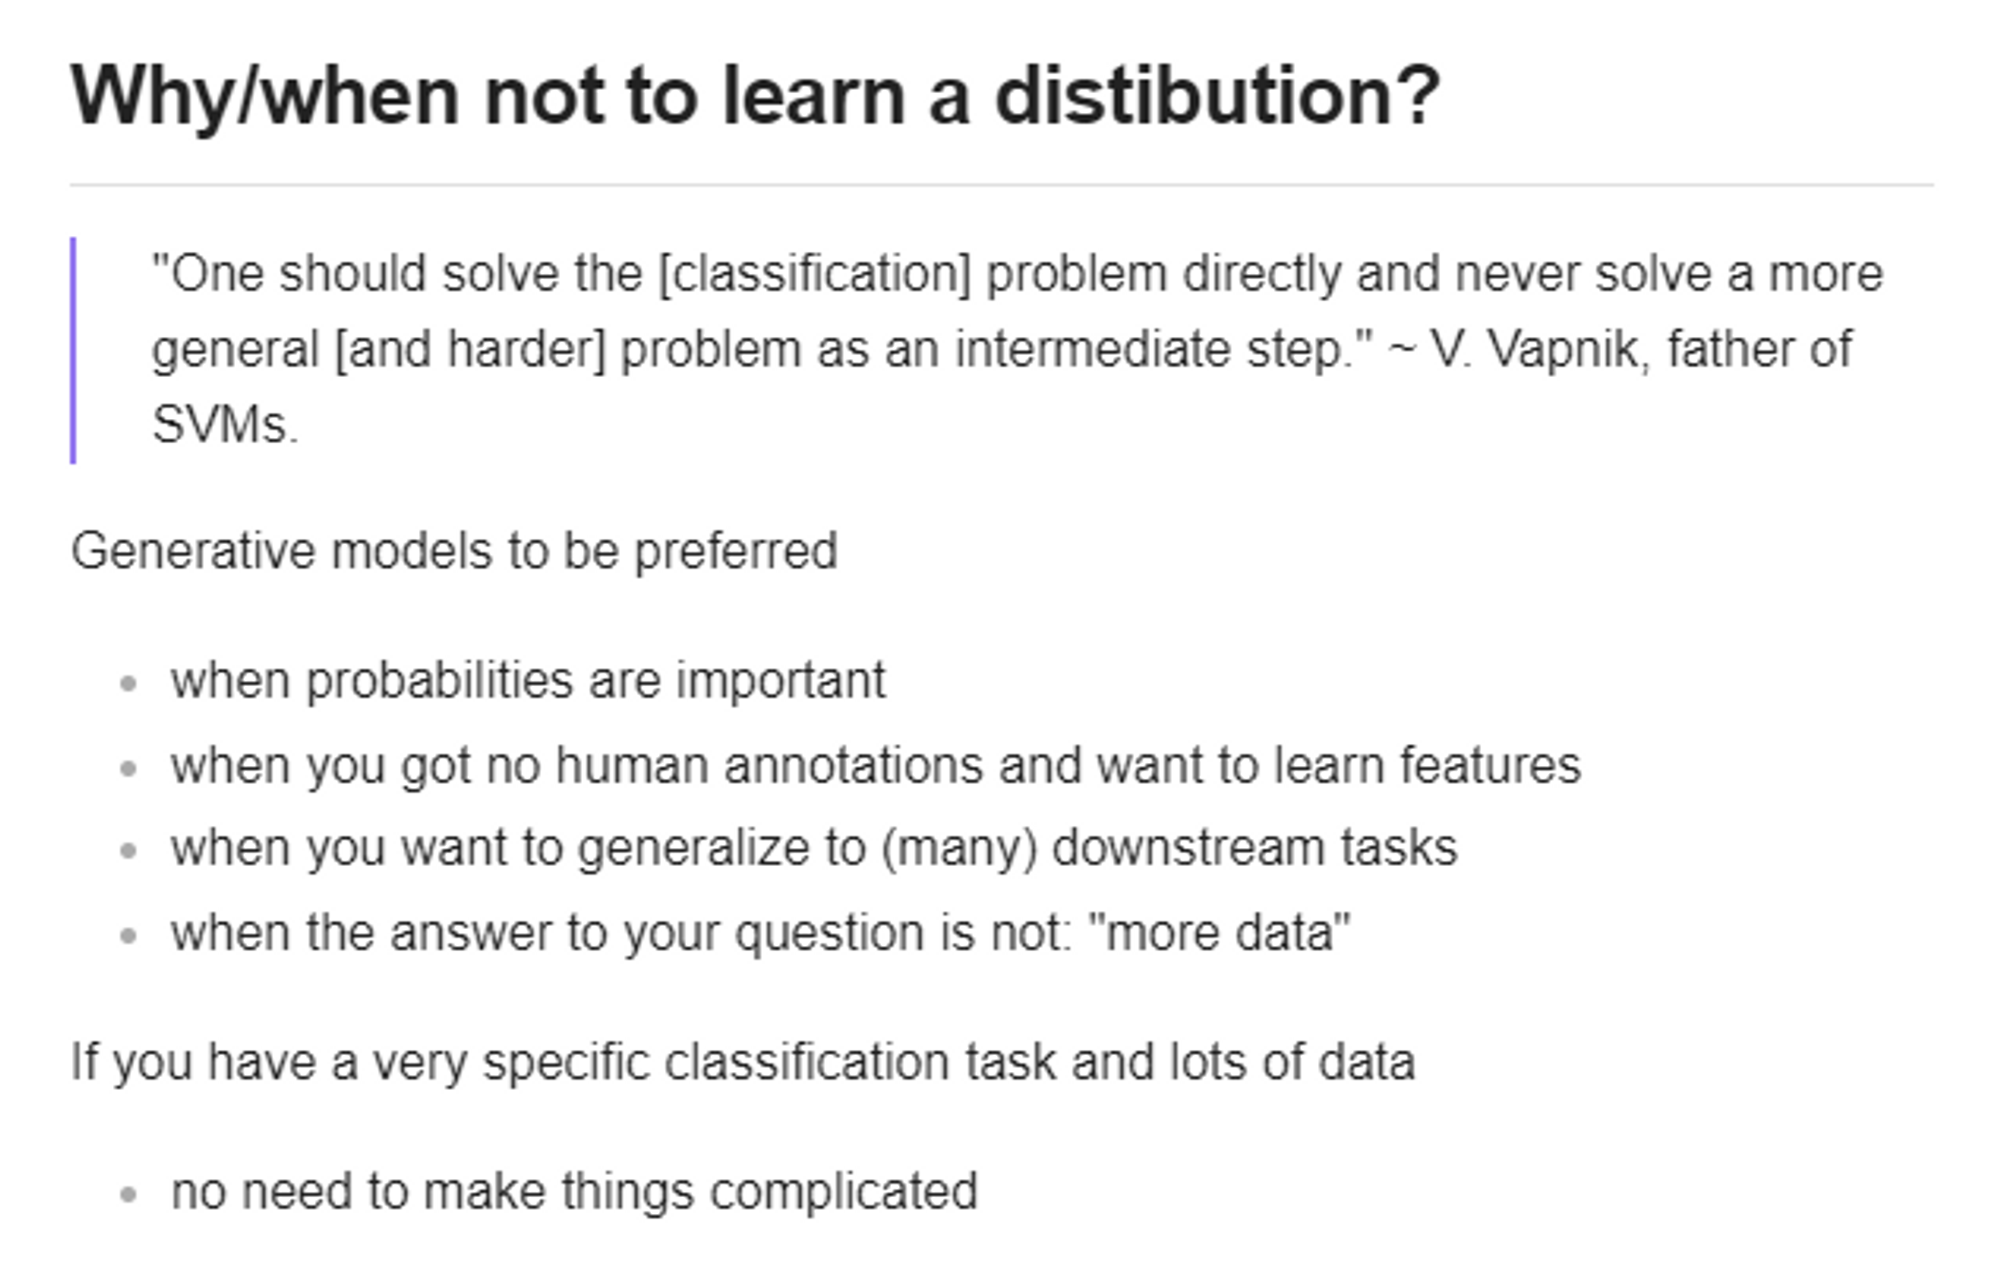 Why/when not to learn a distibution?
"One should solve the [classification] problem directly and never solve a more
general [and harder] problem as an intermediate step." ~ V. Vapnik, father of
SVMs.
Generative models to be preferred
• when probabilities are important
• when you got no human annotations and want to learn features
• when you want to generalize to (many) downstream tasks
• when the answer to your question is not: "more data"
If you have a very specific classification task and lots of data
• no need to make things complicated